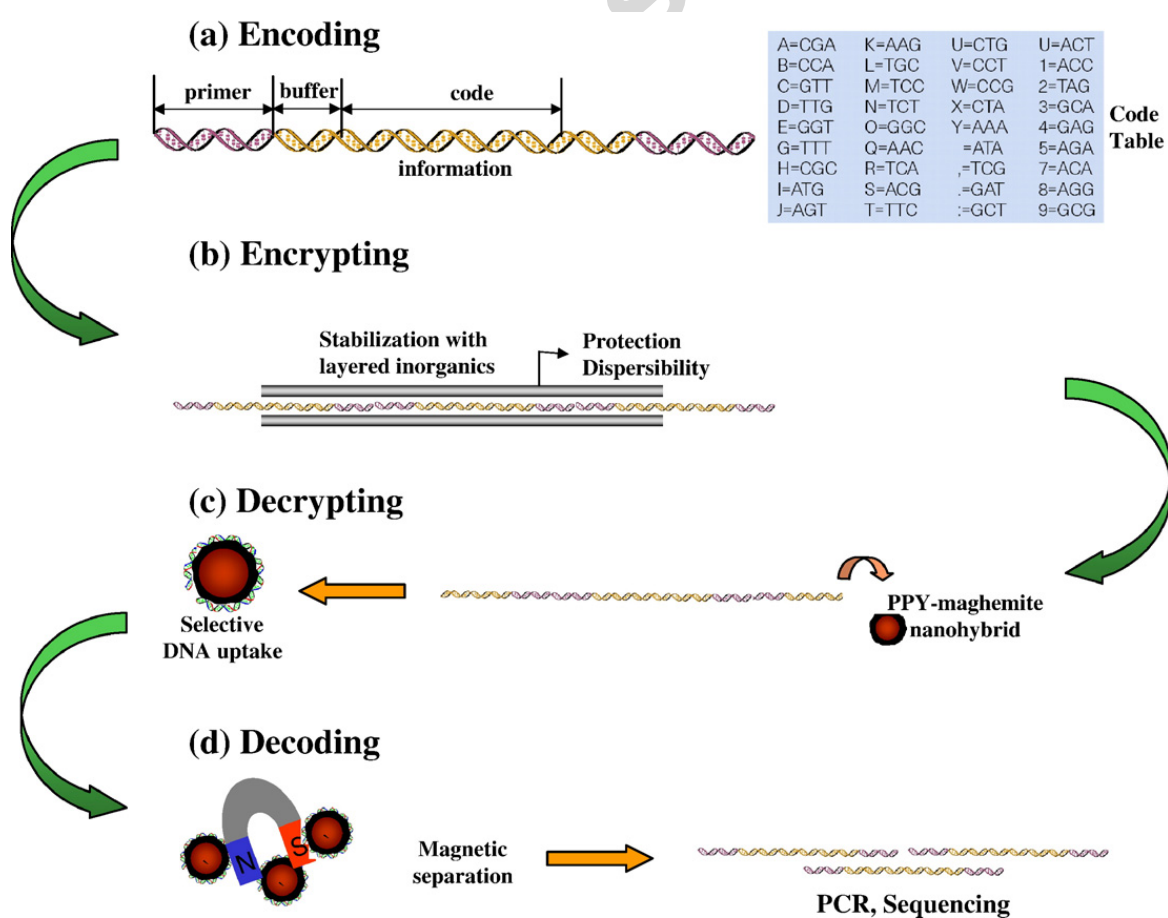 (a) Encoding
primer
buffer
code
information
A=CGA K=AAG U=CTG U=ACT
B=CCA L=TGC V=CCT 1=ACC
C=GTT M=TCC W=CCG 2=TAG
D=TTG N=TCT X=CTA 3=GCA
E=GGT O=GGC Y=AAA 4=GAG
G=TTT Q=AAC =ATA 5=AGA
H=CGC R=TCA ,=TCG 7=ACA
I=ATG S=ACG .=GAT 8=AGG
J=AGT T=TTC :=GCT 9=GCG
Code
Table
(b) Encrypting
Stabilization with
layered inorganics
Protection
Dispersibility
(c) Decrypting
Selective
DNA uptake
PPY-maghemite
nanohybrid
(d) Decoding
N
S
Magnetic
separation
PCR, Sequencing